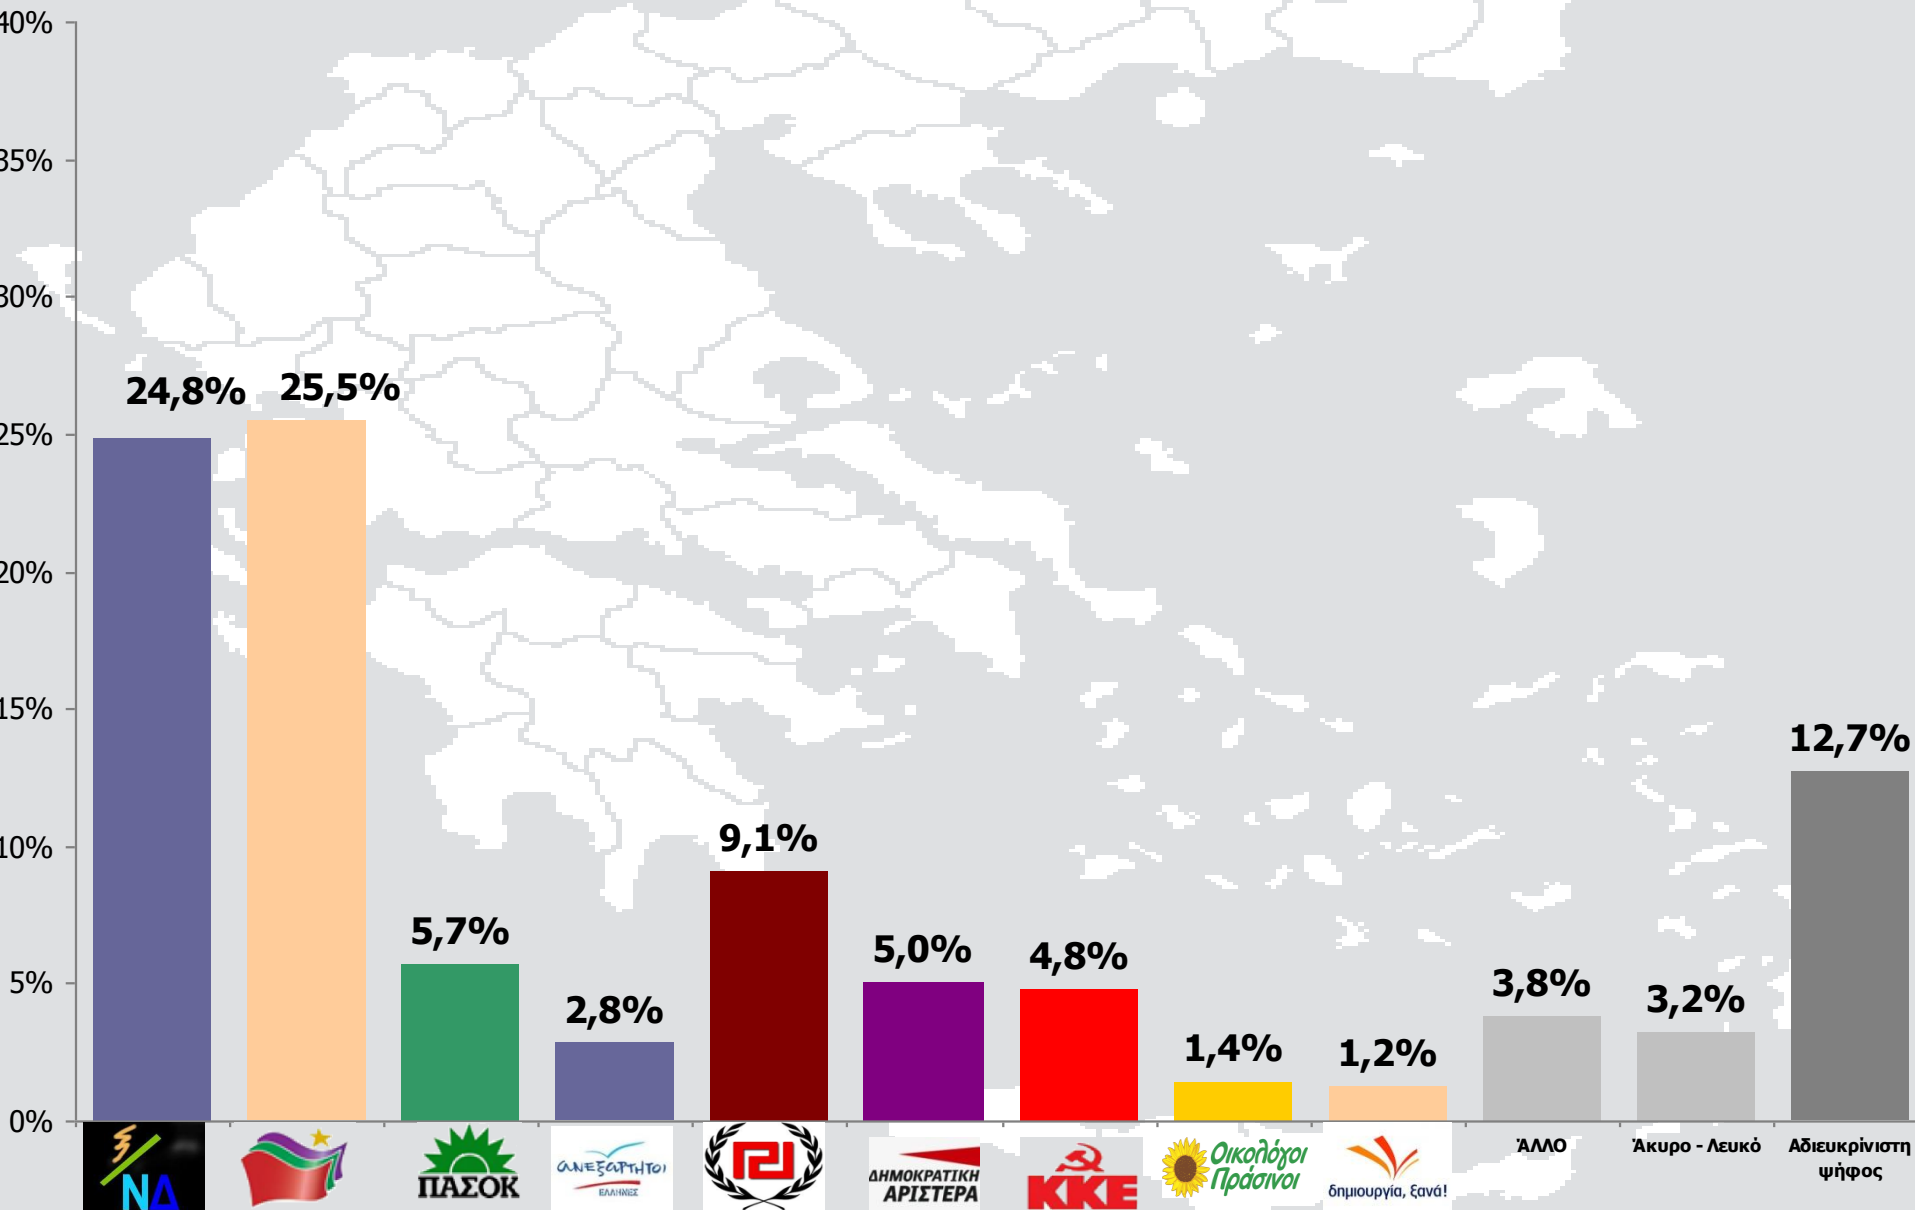 40%
35%
30%
25%
20%
15%
10%
5%
0%
24,8%
25,5%
5,7%
2,8%
9,1%
5,0%
4,8%
1,4%
1,2%
3,8%
3,2%
12,7%
ΝΔ
ΠΑΣΟΚ
ανεξαρτητοι
ΕΛΛΗΝΕΣ
ΔΗΜΟΚΡΑΤΙΚΗ
ΑΡΙΣΤΕΡΑ
ΚΚΕ
Οικολόγοι
Πράσινοι
δημιουργία, ξανά!
ΆΛΛΟ
Άκυρο - Λευκό
Αδιευκρίνιστη
ψήφος